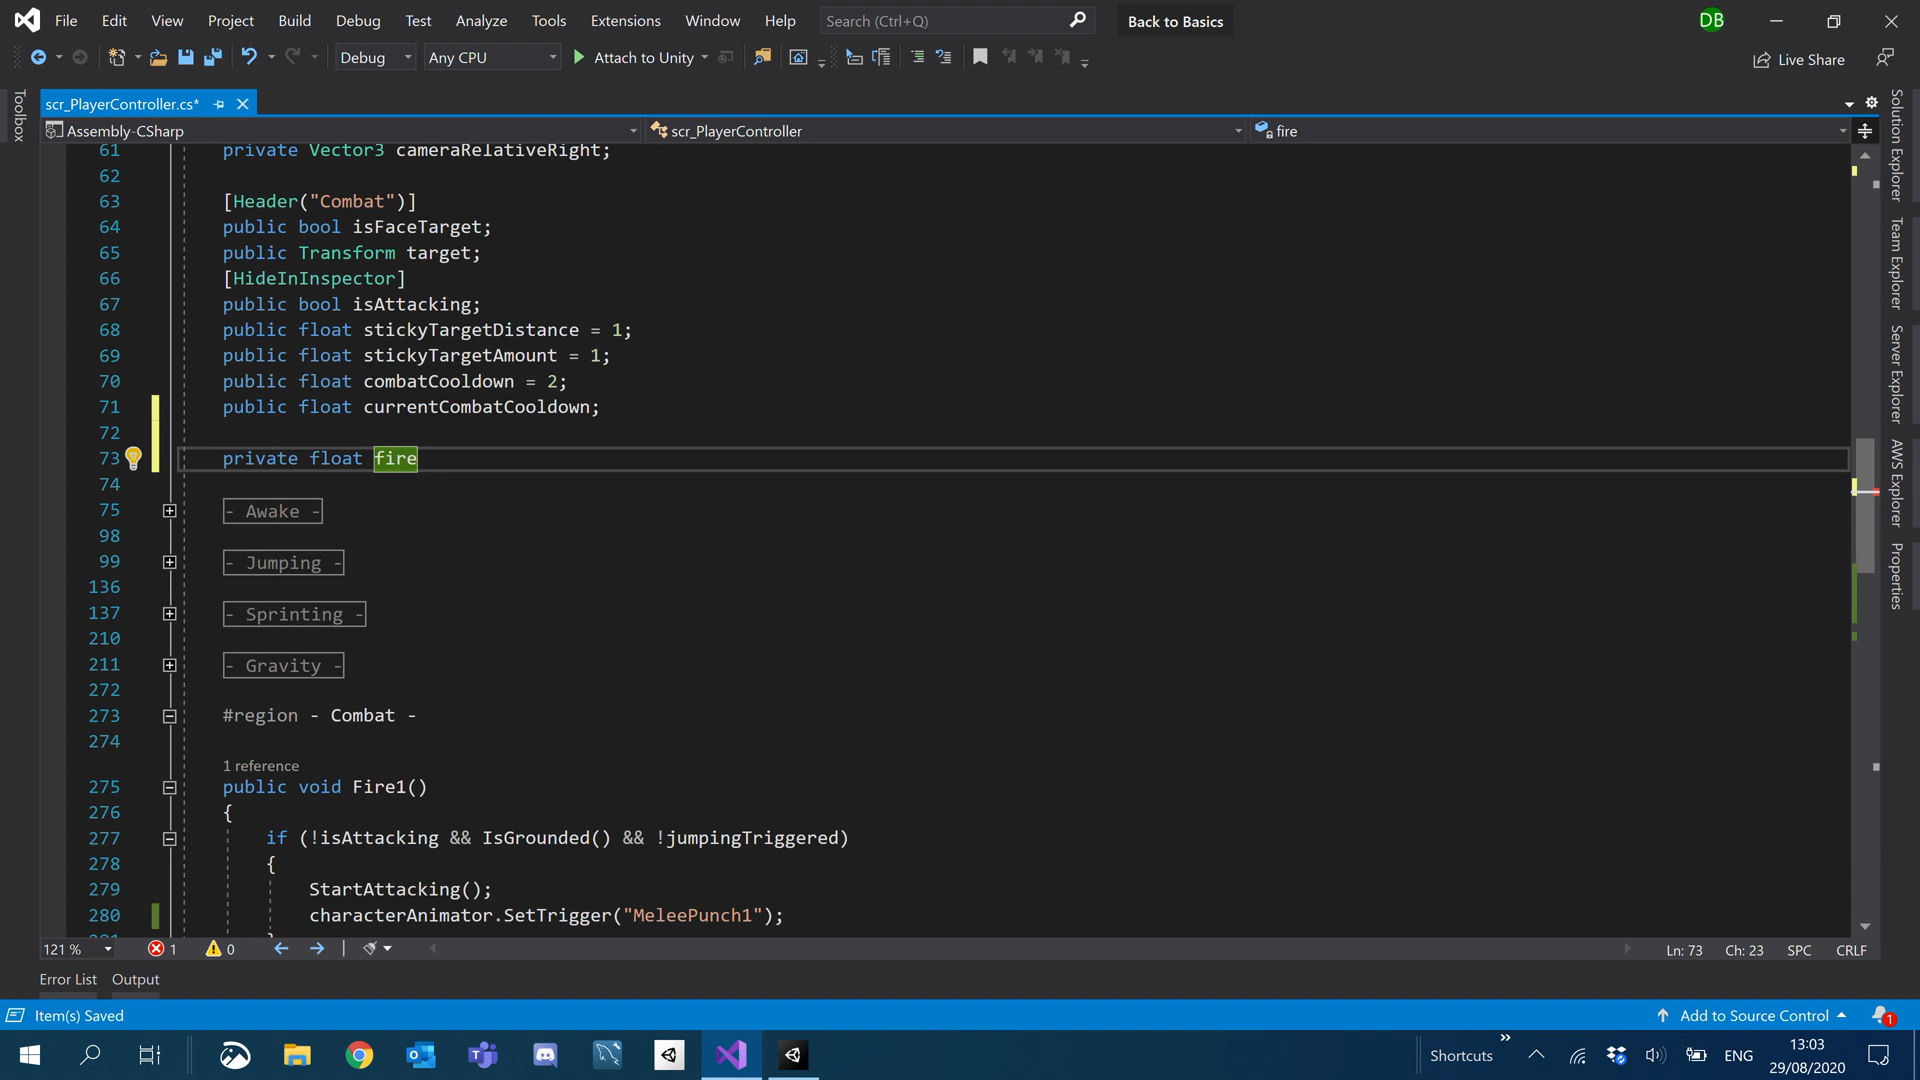 File Edit View Project Build Debug Test Analyze Tools Extensions Window Help Search (Ctrl+Q) Back to Basics DB
Debug Any CPU Attach to Unity Live Share
scr_PlayerController.cs*
Assembly-CSharp scr_PlayerController fire
61 private Vector3 cameraRelativeRight;
62
63 [Header("Combat")]
64 public bool isFaceTarget;
65 public Transform target;
66 [HideInInspector]
67 public bool isAttacking;
68 public float stickyTargetDistance = 1;
69 public float stickyTargetAmount = 1;
70 public float combatCooldown = 2;
71 public float currentCombatCooldown;
72
73 private float fire
74
75 - Awake -
98
99 - Jumping -
136
137 - Sprinting -
210
211 - Gravity -
272
273 #region - Combat -
274
1 reference
275 public void Fire1()
276 {
277 if (!isAttacking && IsGrounded() && !jumpingTriggered)
278 {
279 StartAttacking();
280 characterAnimator.SetTrigger("MeleePunch1");
121 % 1 0 Ln: 73 Ch: 23 SPC CRLF
Error List Output
Item(s) Saved Add to Source Control 1
Shortcuts ENG 13:03
29/08/2020
Toolbox
Solution Explorer
Team Explorer
Server Explorer
AWS Explorer
Properties